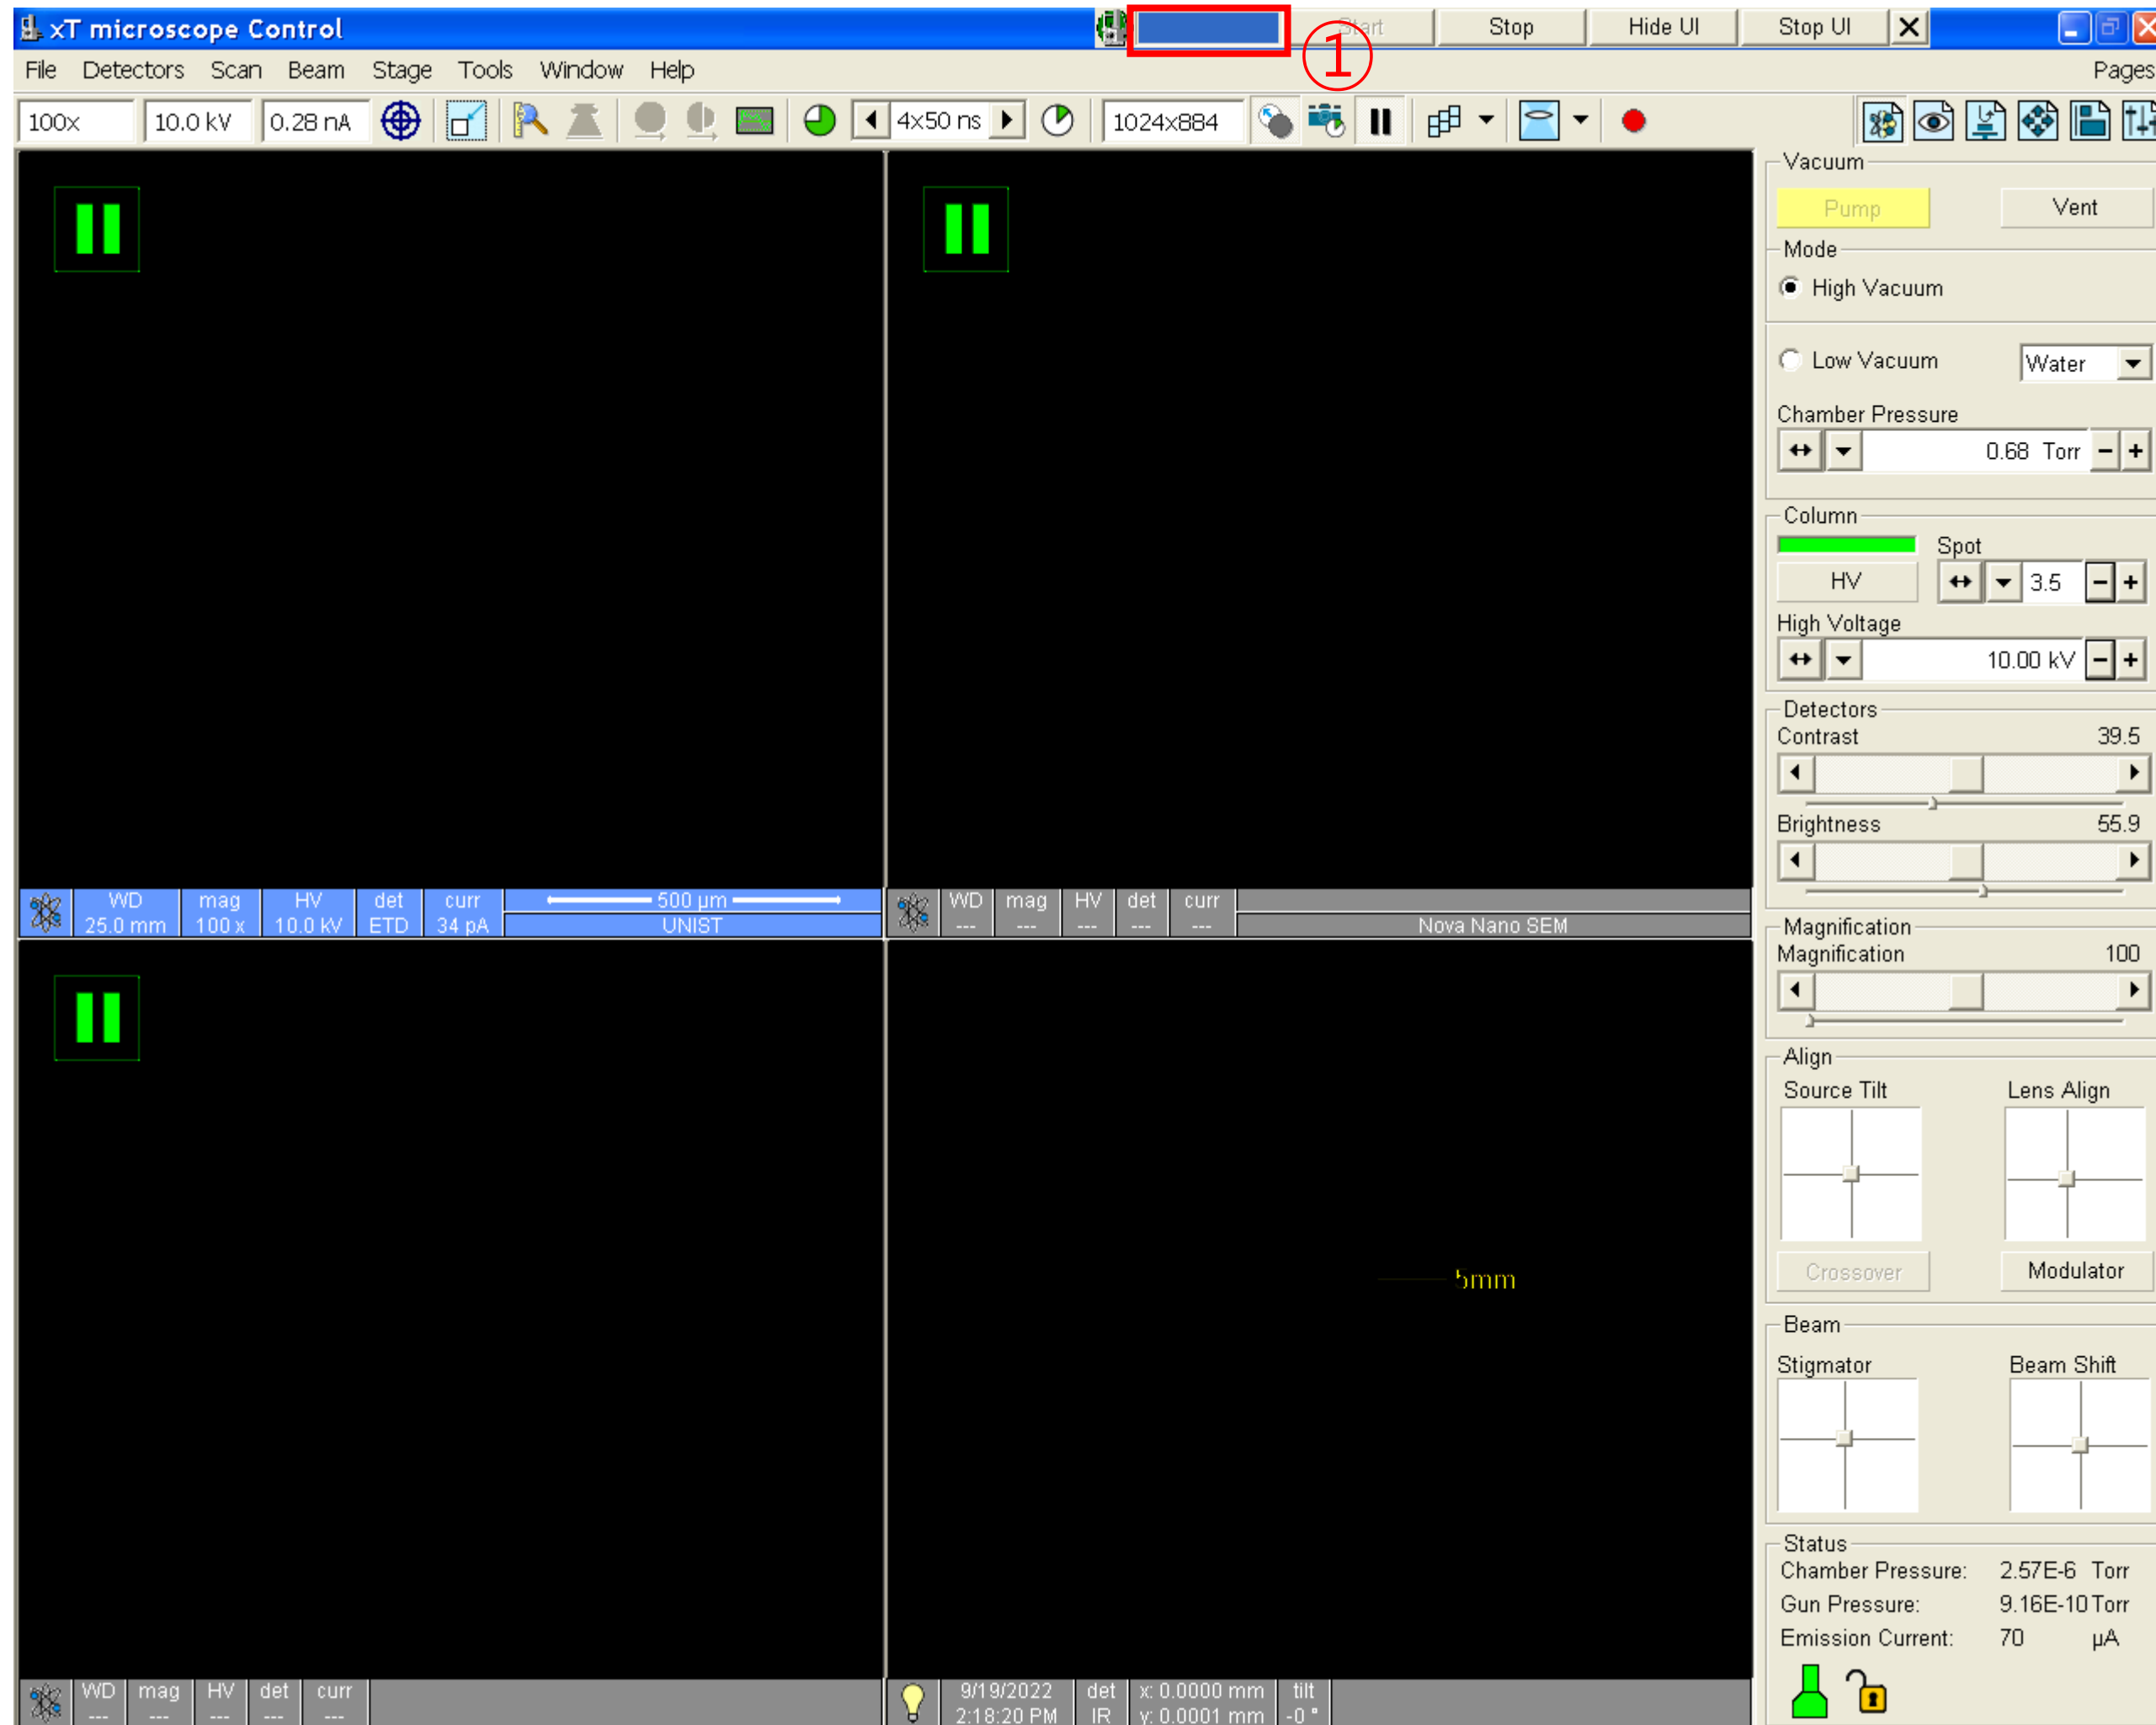 xT microscope Control
Start Stop Hide UI Stop UI
①
File Detectors Scan Beam Stage Tools Window Help Pages
100x 10.0 kV 0.28 nA 4x50 ns 1024x884
Vacuum
Pump Vent
Mode
High Vacuum
Low Vacuum Water
Chamber Pressure
0.68 Torr
Column
Spot
HV 3.5
High Voltage
10.00 kV
Detectors
Contrast 39.5
Brightness 55.9
WD mag HV det curr 500 µm
25.0 mm 100 x 10.0 kV ETD 34 pA UNIST
WD mag HV det curr
--- --- --- --- --- Nova Nano SEM
Magnification
Magnification 100
Align
Source Tilt Lens Align
Crossover Modulator
5mm
Beam
Stigmator Beam Shift
Status
Chamber Pressure: 2.57E-6 Torr
Gun Pressure: 9.16E-10 Torr
Emission Current: 70 µA
WD mag HV det curr
--- --- --- --- ---
9/19/2022 det x: 0.0000 mm tilt
2:18:20 PM IR y: 0.0001 mm -0 °